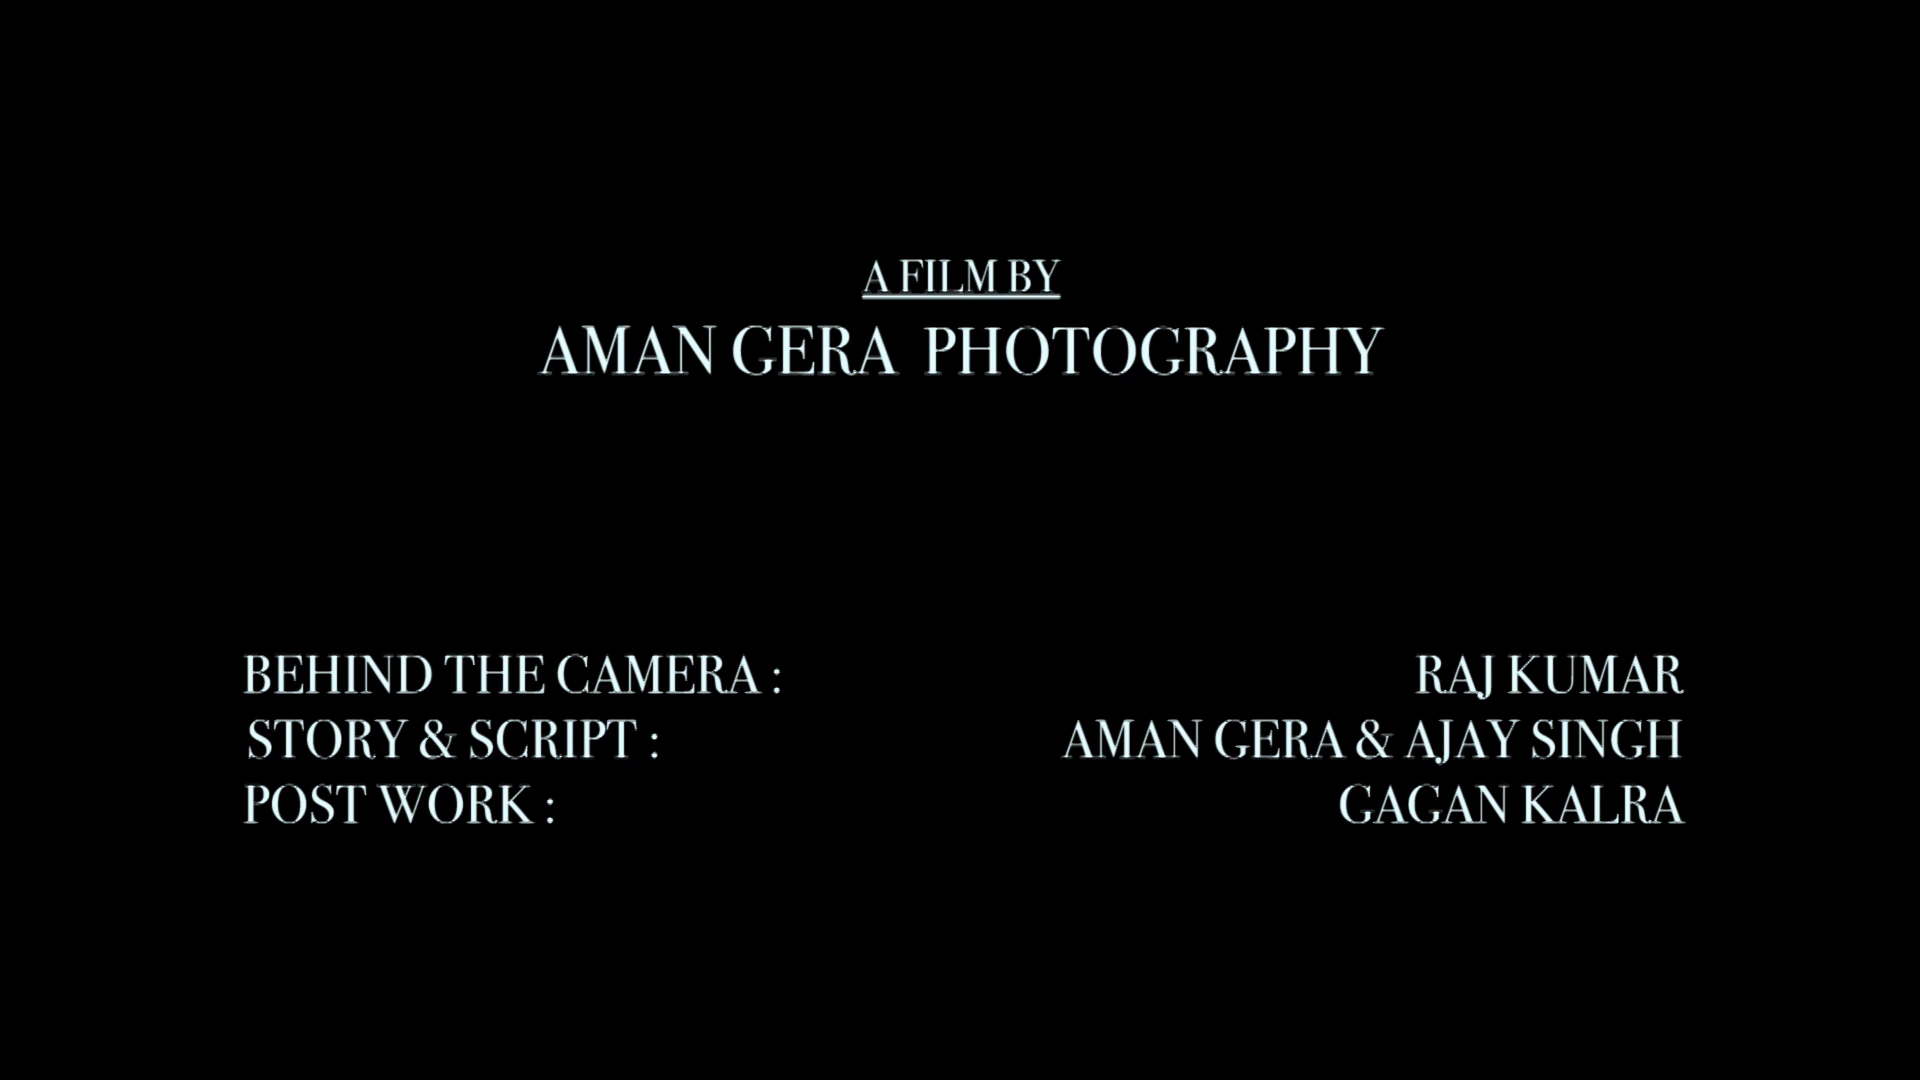 A FILM BY
AMAN GERA PHOTOGRAPHY
BEHIND THE CAMERA : RAJ KUMAR
STORY & SCRIPT : AMAN GERA & AJAY SINGH
POST WORK : GAGAN KALRA